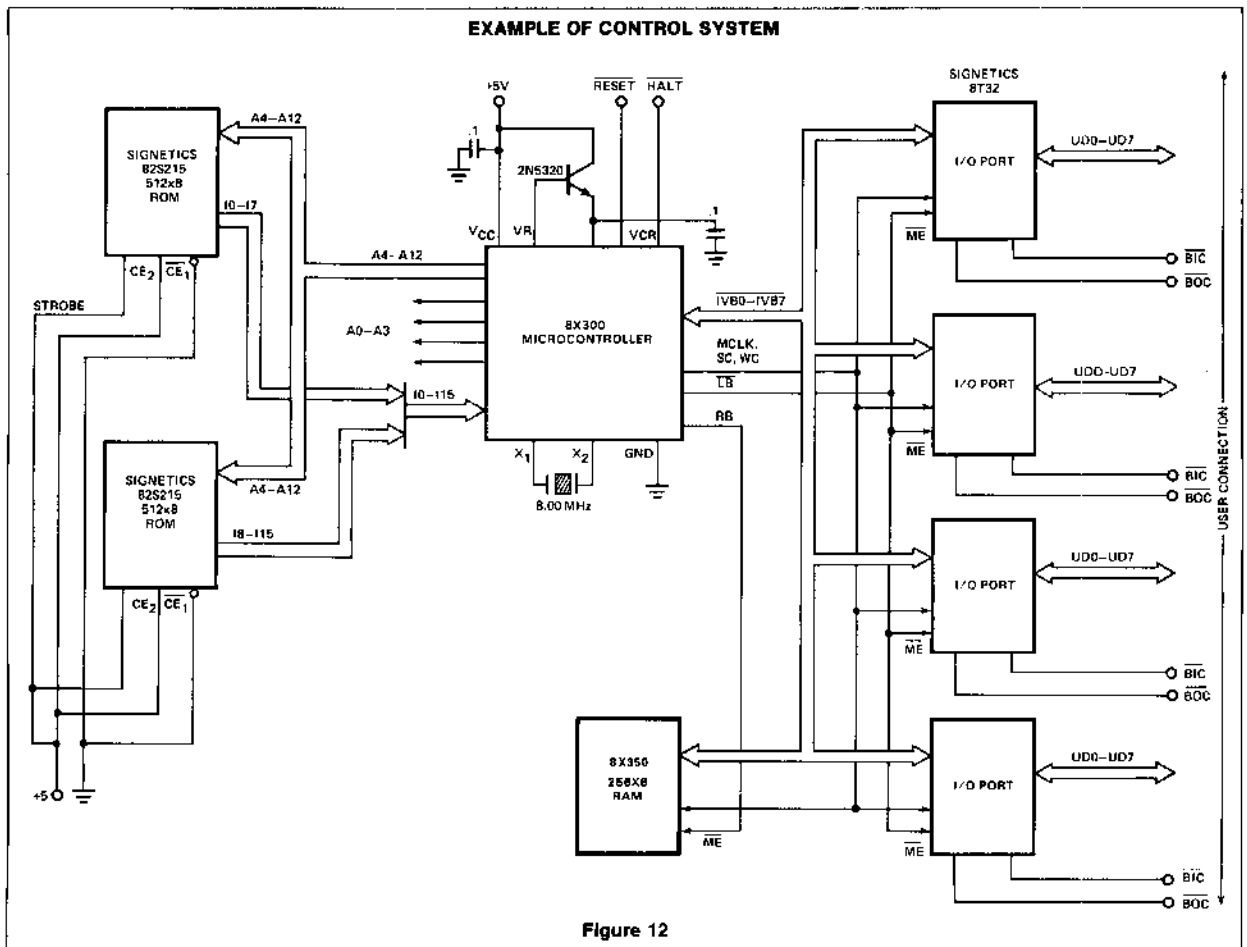 EXAMPLE OF CONTROL SYSTEM
+5V
RESET
HALT
SIGNETICS
8T32
A4–A12
.1
2N5320
SIGNETICS
82S215
512x8
ROM
I/O PORT
UD0–UD7
I0–I7
VCC
VR
VCR
.1
ME
A4–A12
BIC
BOC
CE2
CE1
STROBE
IVB0–IVB7
A0–A3
8X300
MICROCONTROLLER
MCLK,
SC, WC
LB
I/O PORT
UD0–UD7
I0–I15
RB
ME
X1
X2
GND
BIC
BOC
SIGNETICS
82S215
512x8
ROM
A4–A12
8.00 MHz
USER CONNECTION
I8–I15
I/O PORT
UD0–UD7
CE2
CE1
ME
BIC
BOC
8X350
256X8
RAM
I/O PORT
UD0–UD7
+5
ME
ME
BIC
BOC
Figure 12